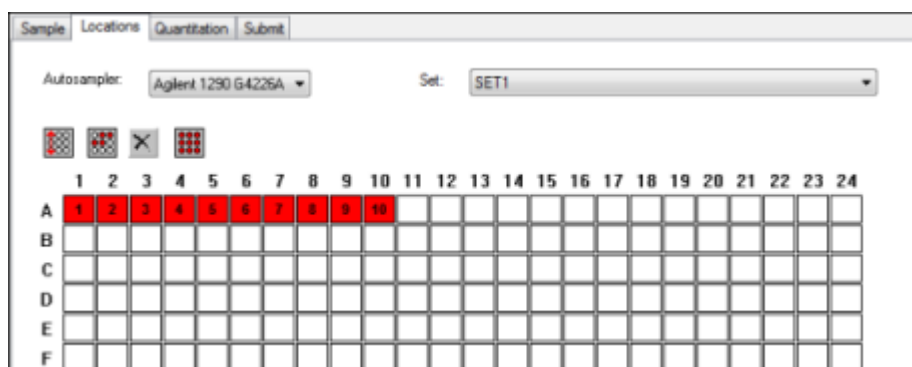 Sample Locations Quantitation Submit
Autosampler: Agilent 1290 G4226A Set: SET1
1 2 3 4 5 6 7 8 9 10 11 12 13 14 15 16 17 18 19 20 21 22 23 24
A 1 2 3 4 5 6 7 8 9 10
B
C
D
E
F